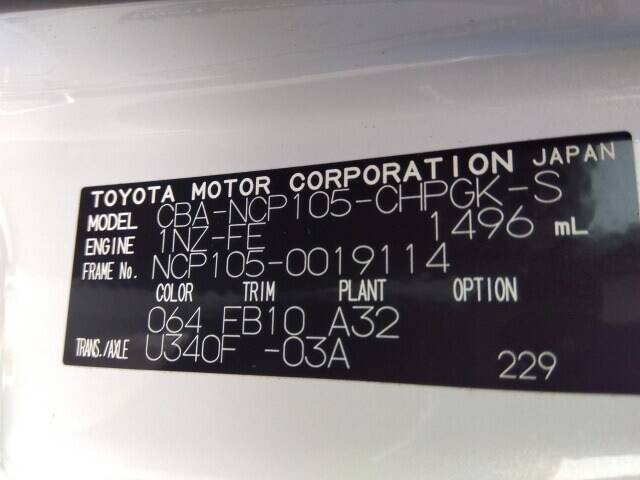 TOYOTA MOTOR CORPORATION JAPAN
MODEL CBA-NCP105-CHPGK-S
ENGINE 1NZ-FE 1496 mL
FRAME No. NCP105-0019114
COLOR TRIM PLANT OPTION
064 FB10 A32
TRANS./AXLE U340F -03A
229